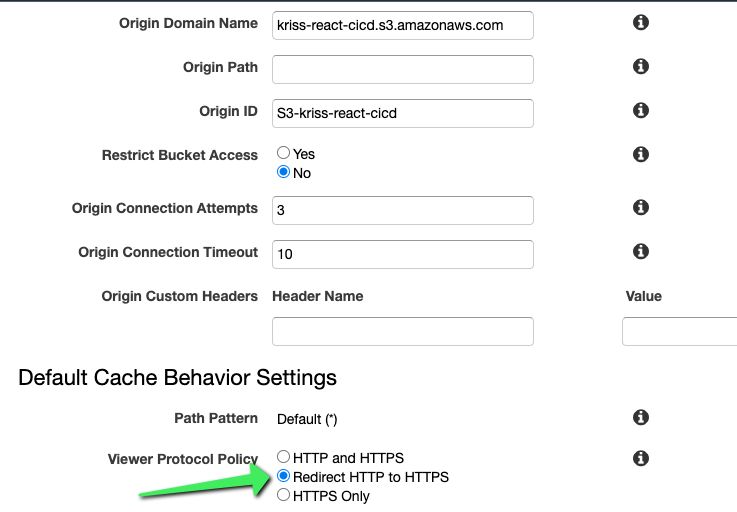 Origin Domain Name kriss-react-cicd.s3.amazonaws.com
Origin Path
Origin ID S3-kriss-react-cicd
Restrict Bucket Access Yes
No
Origin Connection Attempts 3
Origin Connection Timeout 10
Origin Custom Headers Header Name Value
Default Cache Behavior Settings
Path Pattern Default (*)
Viewer Protocol Policy HTTP and HTTPS
Redirect HTTP to HTTPS
HTTPS Only